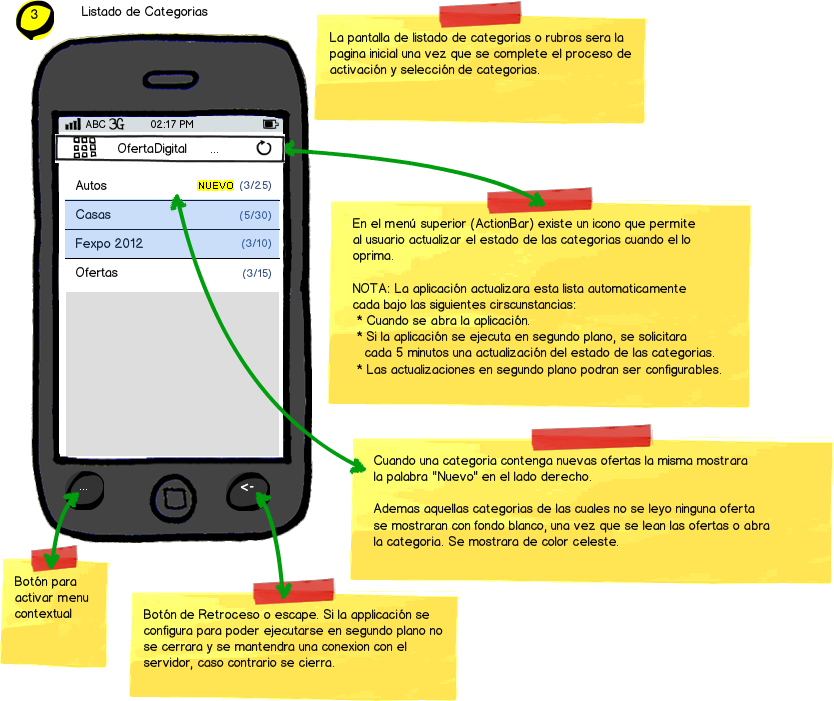 3
Listado de Categorias
La pantalla de listado de categorias o rubros sera la
pagina inicial una vez que se complete el proceso de
activación y selección de categorias.
ABC 3G 02:17 PM
OfertaDigital ...
Autos NUEVO (3/25)
Casas (5/30)
Fexpo 2012 (3/10)
Ofertas (3/15)
En el menú superior (ActionBar) existe un icono que permite
al usuario actualizar el estado de las categorias cuando el lo
oprima.
NOTA: La aplicación actualizara esta lista automaticamente
cada bajo las siguientes cirscunstancias:
* Cuando se abra la aplicación.
* Si la aplicación se ejecuta en segundo plano, se solicitara
cada 5 minutos una actualización del estado de las categorias.
* Las actualizaciones en segundo plano podran ser configurables.
Cuando una categoria contenga nuevas ofertas la misma mostrara
la palabra "Nuevo" en el lado derecho.
Ademas aquellas categorias de las cuales no se leyo ninguna oferta
se mostraran con fondo blanco, una vez que se lean las ofertas o abra
la categoria. Se mostrara de color celeste.
...
<-
Botón para
activar menu
contextual
Botón de Retroceso o escape. Si la applicación se
configura para poder ejecutarse en segundo plano no
se cerrara y se mantendra una conexion con el
servidor, caso contrario se cierra.